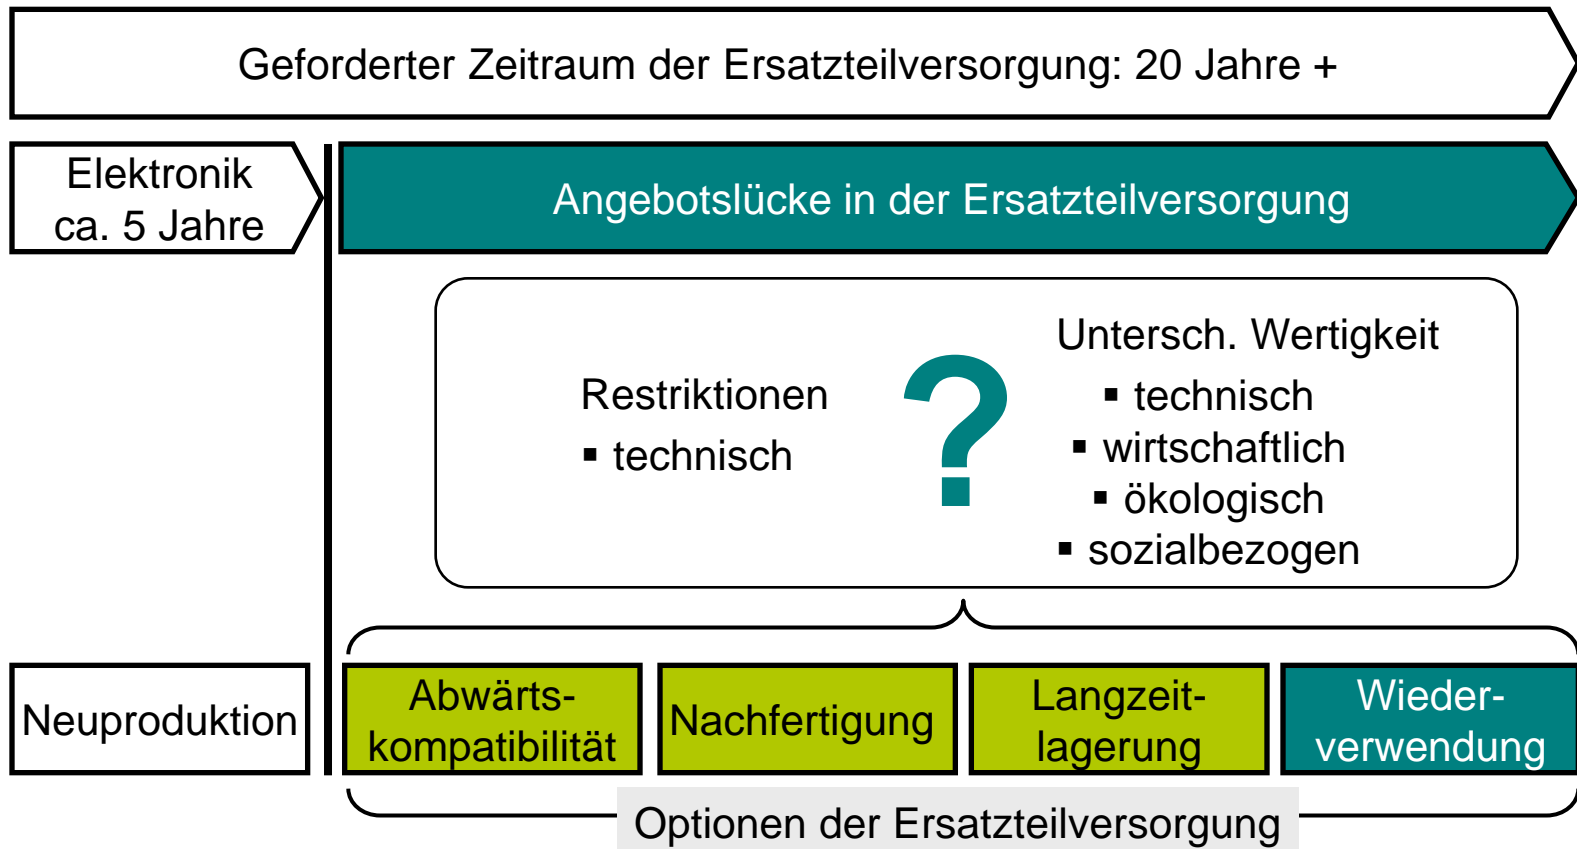 Geforderter Zeitraum der Ersatzteilversorgung: 20 Jahre +
Elektronik
ca. 5 Jahre
Angebotslücke in der Ersatzteilversorgung
Restriktionen
▪ technisch
?
Untersch. Wertigkeit
▪ technisch
▪ wirtschaftlich
▪ ökologisch
▪ sozialbezogen
Neuproduktion
Abwärts-
kompatibilität
Nachfertigung
Langzeit-
lagerung
Wieder-
verwendung
Optionen der Ersatzteilversorgung